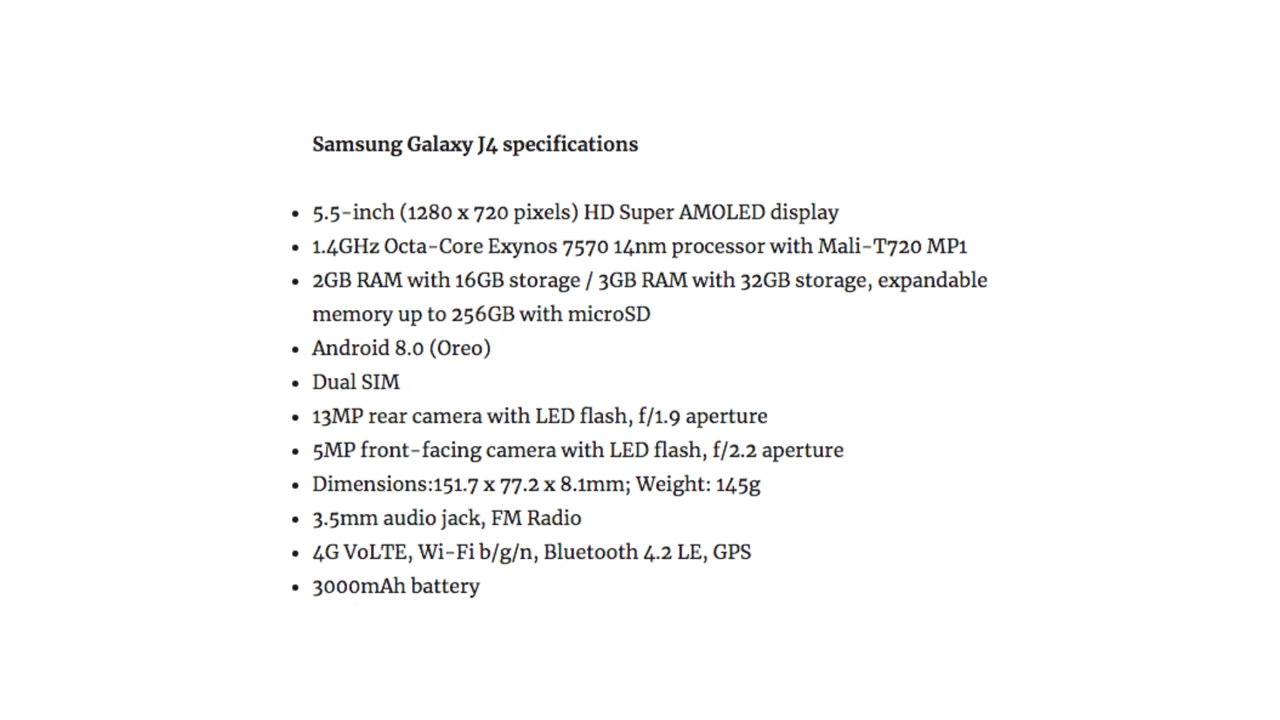 Samsung Galaxy J4 specifications
• 5.5-inch (1280 x 720 pixels) HD Super AMOLED display
• 1.4GHz Octa-Core Exynos 7570 14nm processor with Mali-T720 MP1
• 2GB RAM with 16GB storage / 3GB RAM with 32GB storage, expandable
memory up to 256GB with microSD
• Android 8.0 (Oreo)
• Dual SIM
• 13MP rear camera with LED flash, f/1.9 aperture
• 5MP front-facing camera with LED flash, f/2.2 aperture
• Dimensions:151.7 x 77.2 x 8.1mm; Weight: 145g
• 3.5mm audio jack, FM Radio
• 4G VoLTE, Wi-Fi b/g/n, Bluetooth 4.2 LE, GPS
• 3000mAh battery